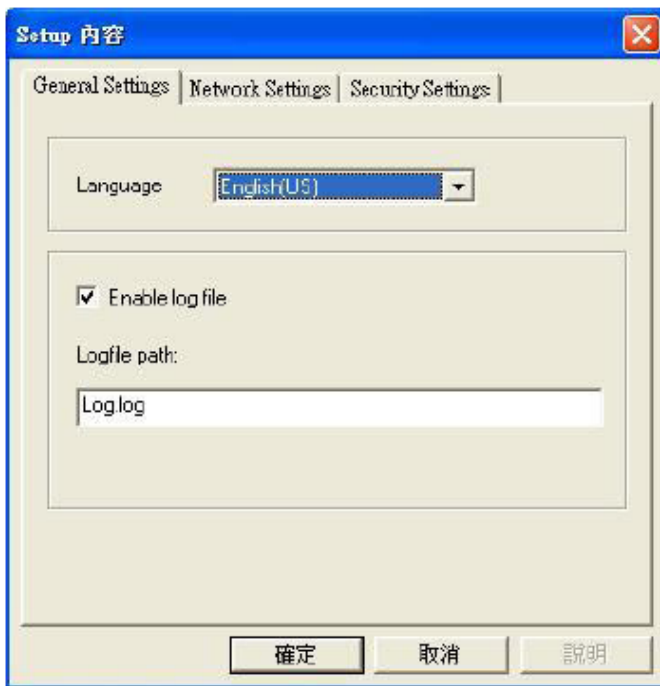 Setup 內容
General Settings Network Settings Security Settings
Language English(US)
Enable log file
Logfile path:
Log.log
確定 取消 說明